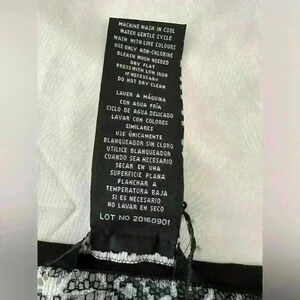 MACHINE WASH IN COOL
WATER GENTLE CYCLE
WASH WITH LIKE COLOURS
USE ONLY NON-CHLORINE
BLEACH WHEN NEEDED
DRY FLAT
PRESS WITH LOW IRON
IF NECESSARY
DO NOT DRY CLEAN
LAVER A MÁQUINA
CON AGUA FRÍA
CICLO DE AGUA DELICADO
LAVAR CON COLORES
SIMILARES
USE ÚNICAMENTE
BLANQUEADOR SIN CLORO
UTILICE BLANQUEADOR
CUANDO SEA NECESARIO
SECAR EN UNA
SUPERFICIE PLANA
PLANCHAR A
TEMPERATURA BAJA
SI ES NECESARIO
NO LAVAR EN SECO
LOT NO 20160901